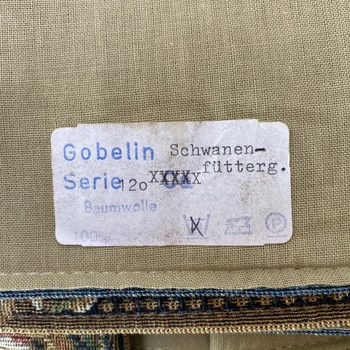 Gobelin Schwanen-
fütterg.
Serie 120 XXXXX
Baumwolle
100%
P